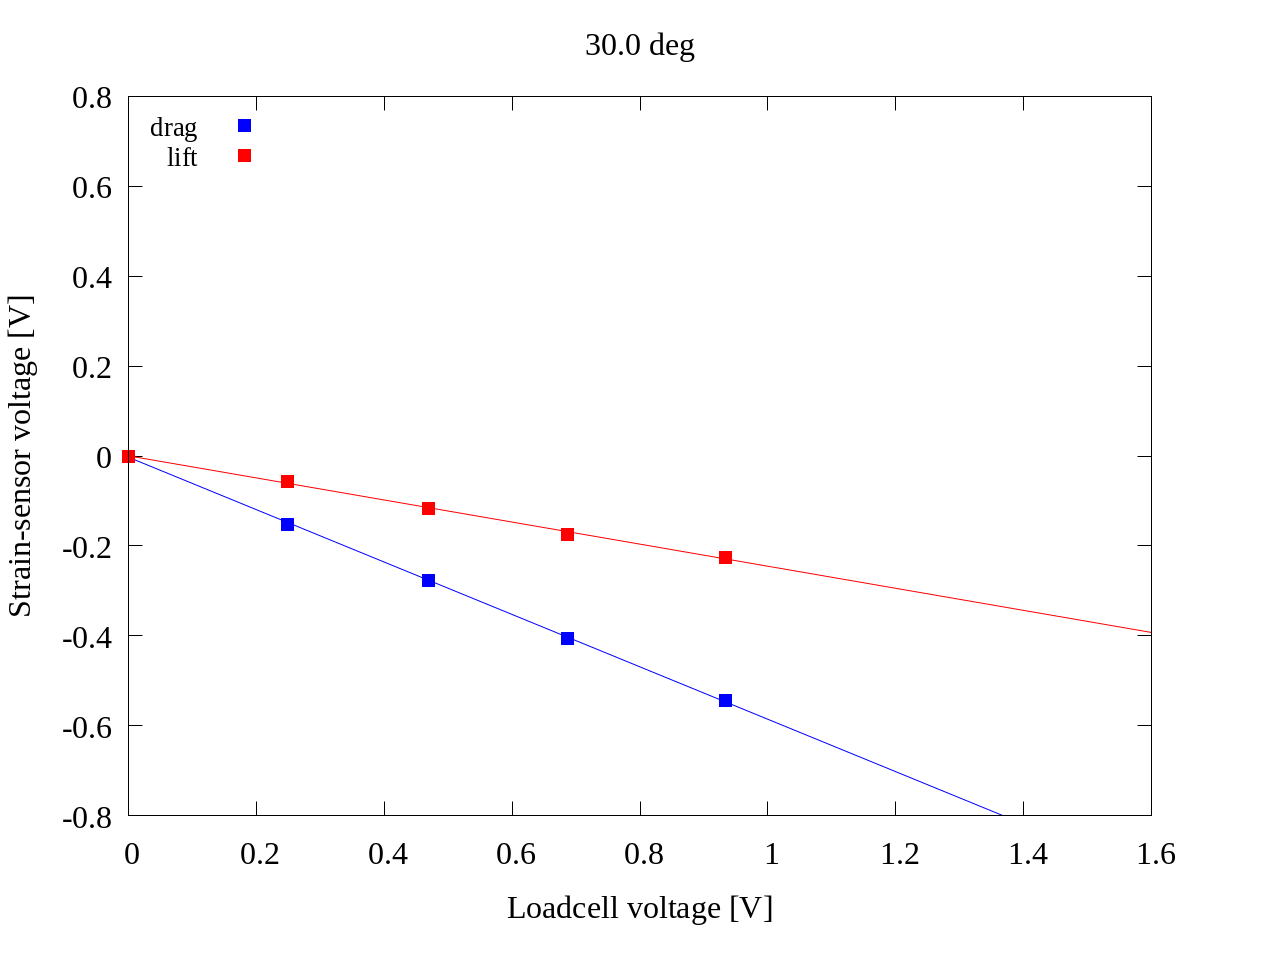 30.0 deg
drag
lift
0.8
0.6
0.4
0.2
0
-0.2
-0.4
-0.6
-0.8
Strain-sensor voltage [V]
0 0.2 0.4 0.6 0.8 1 1.2 1.4 1.6
Loadcell voltage [V]